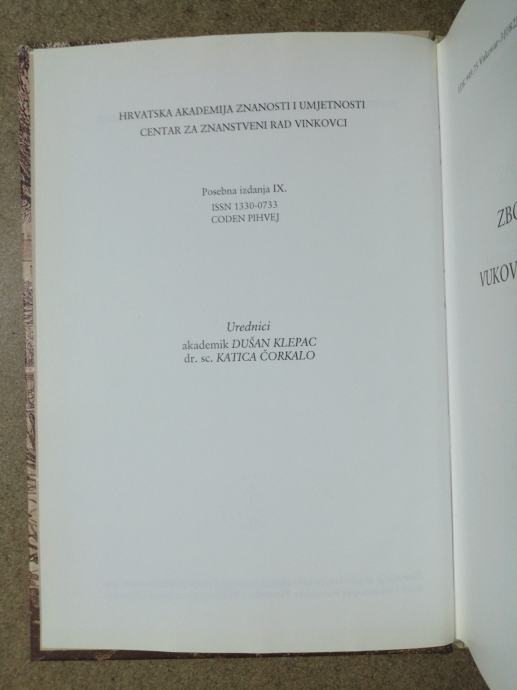 HRVATSKA AKADEMIJA ZNANOSTI I UMJETNOSTI
CENTAR ZA ZNANSTVENI RAD VINKOVCI
Posebna izdanja IX.
ISSN 1330-0733
CODEN PIHVEJ
Urednici
akademik DUŠAN KLEPAC
dr. sc. KATICA ČORKALO